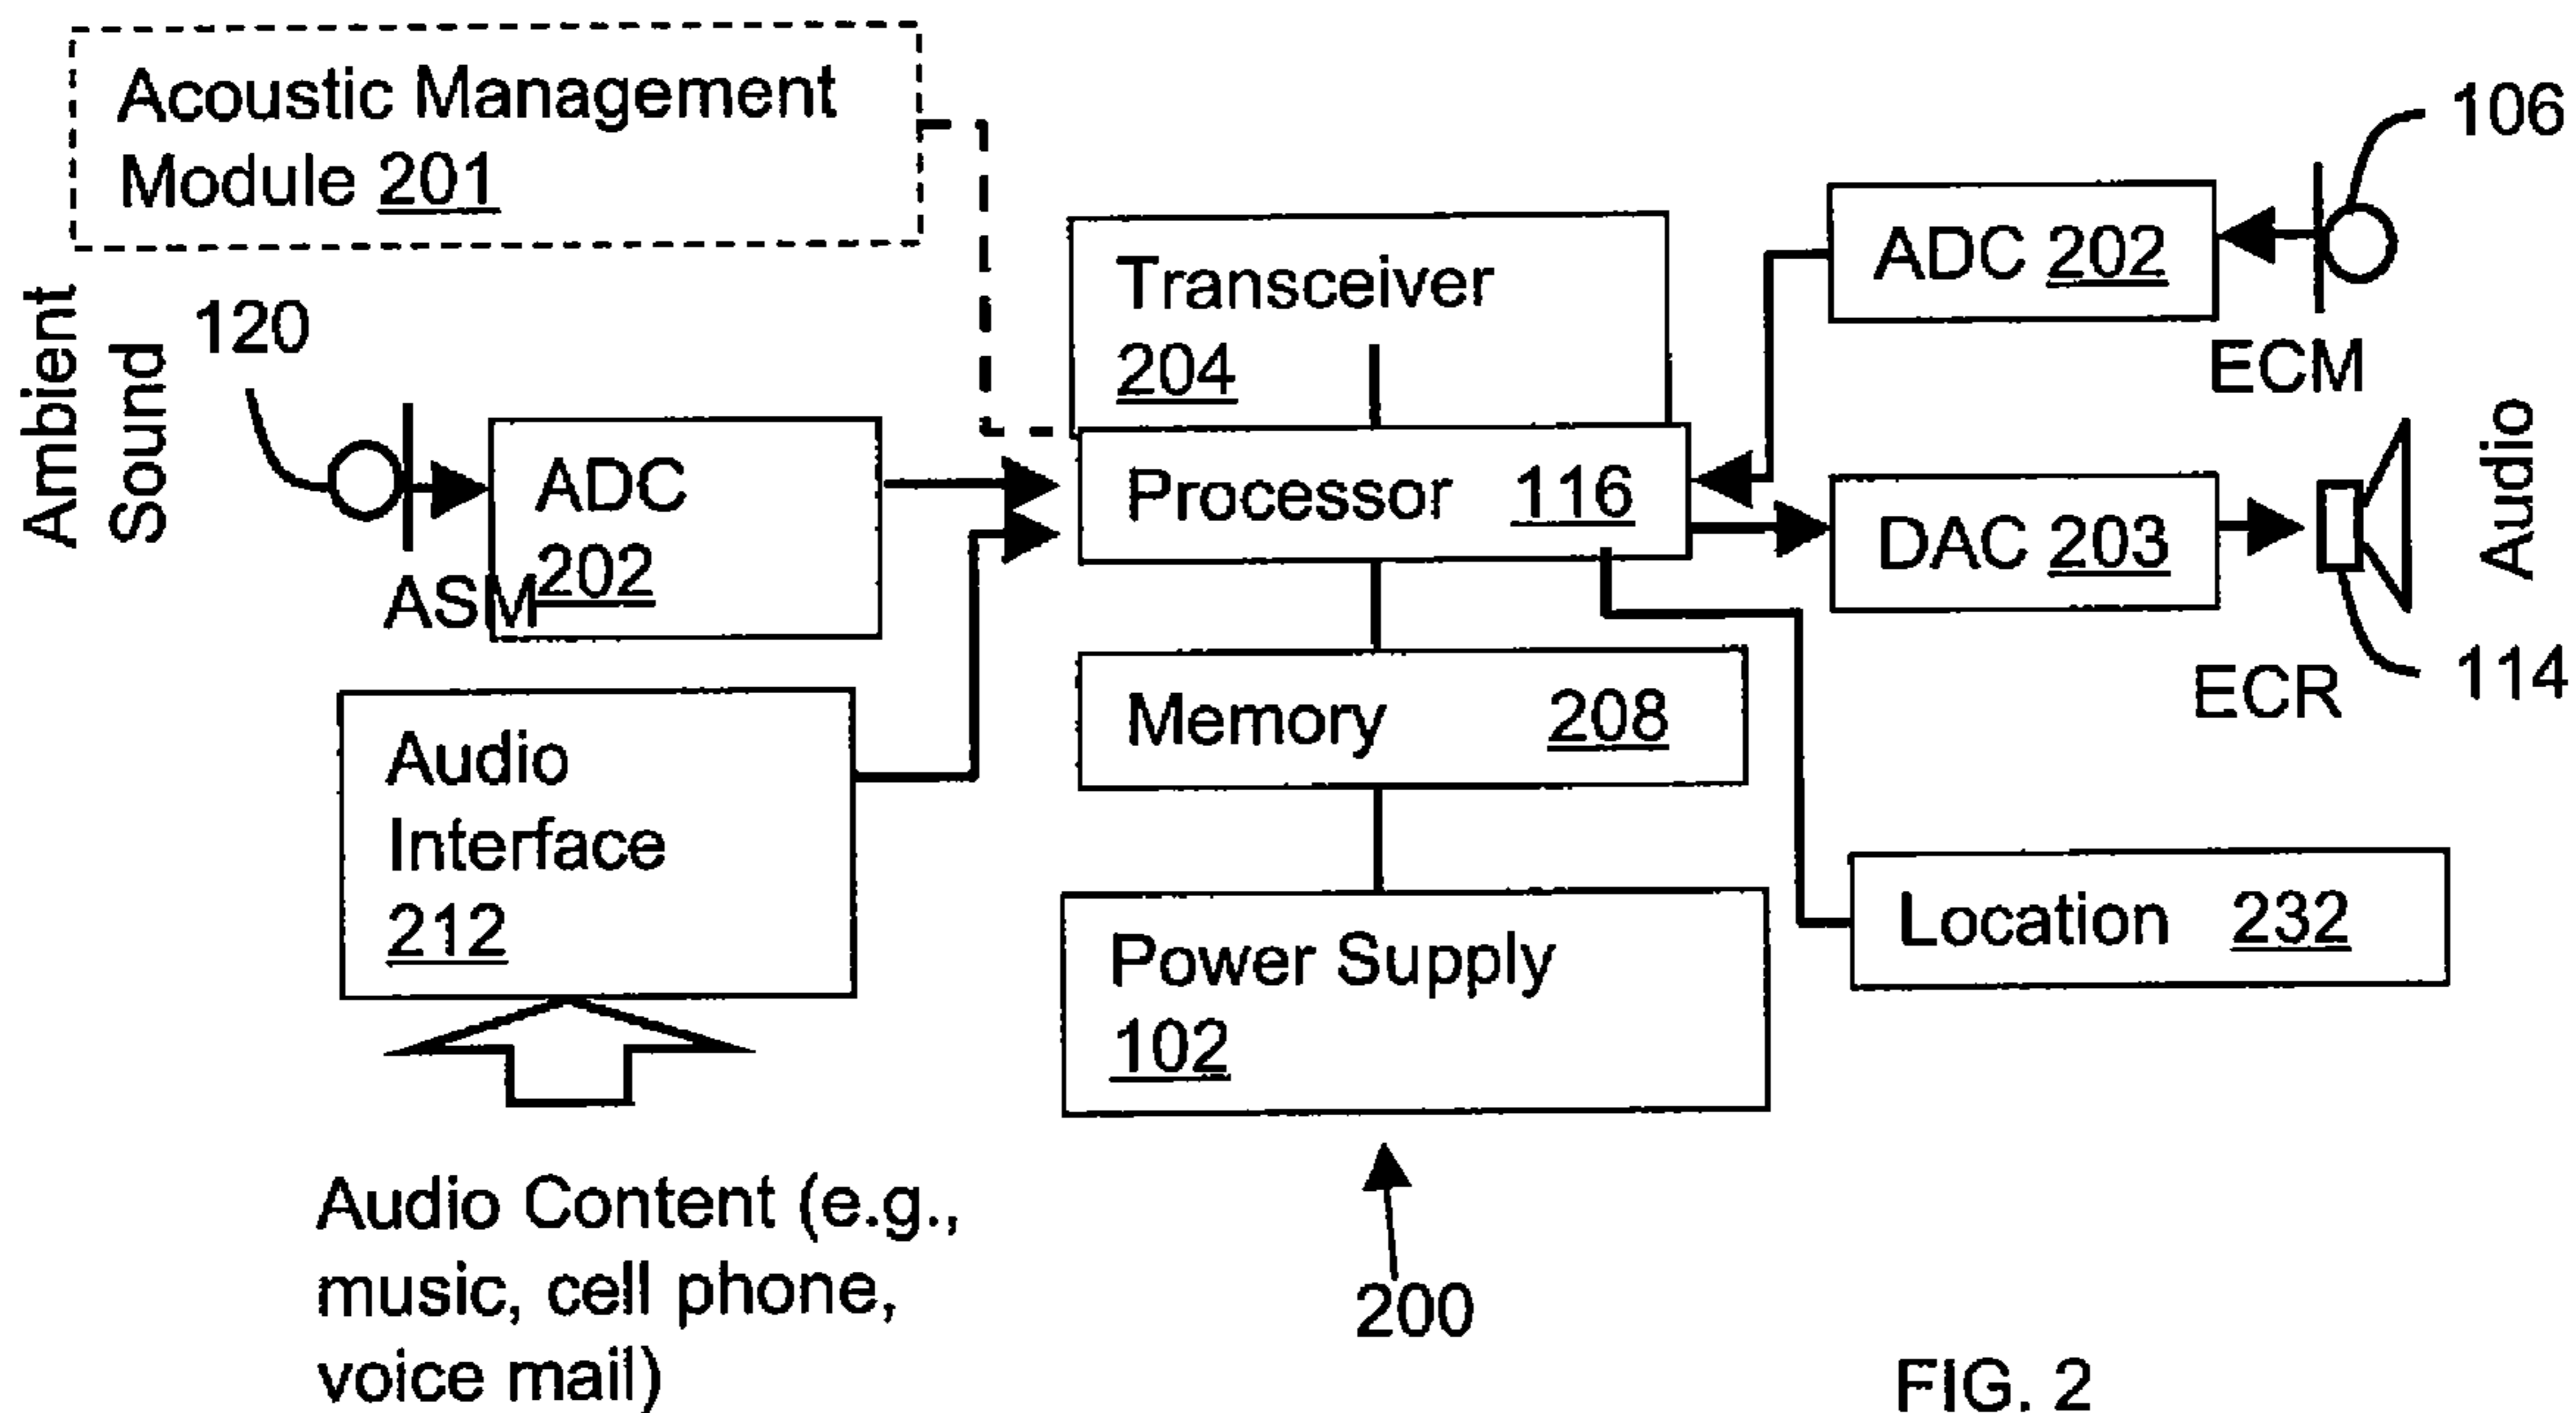 Acoustic Management
Module 201
Ambient
Sound
120
ASM
ADC
202
Transceiver
204
Processor 116
ADC 202
106
ECM
DAC 203
Audio
ECR
114
Memory 208
Audio
Interface
212
Power Supply
102
Location 232
Audio Content (e.g.,
music, cell phone,
voice mail)
200
FIG. 2